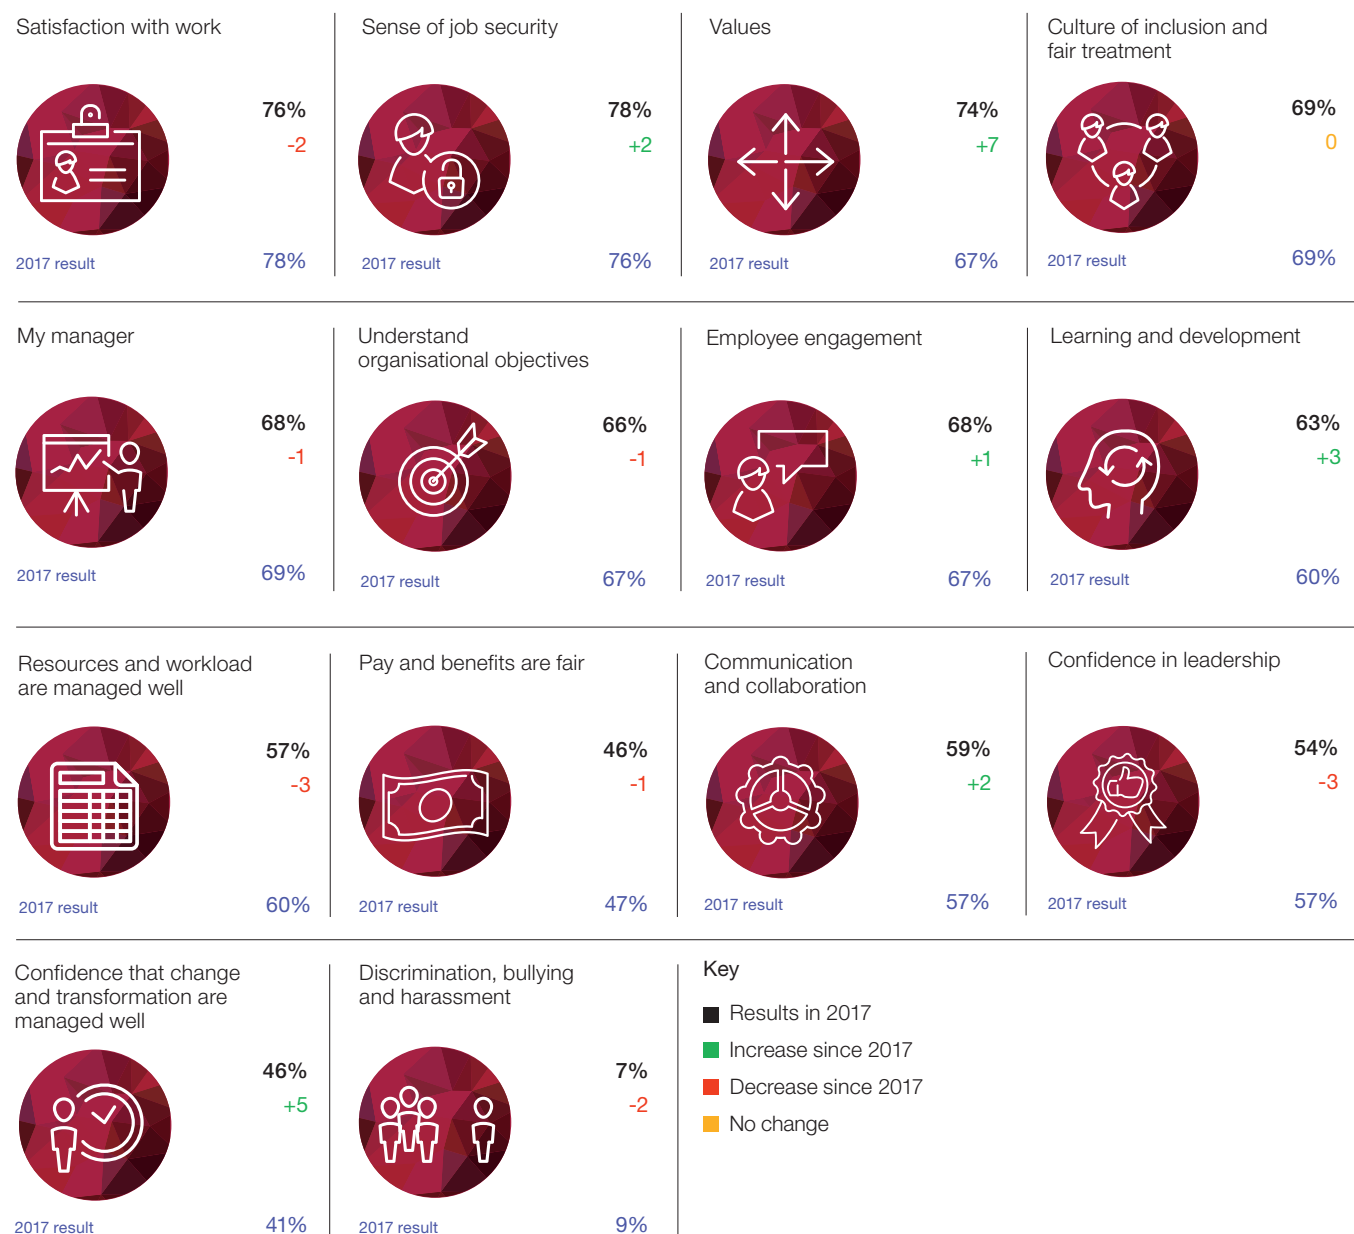 Satisfaction with work
76%
-2
2017 result
78%
Sense of job security
78%
+2
2017 result
76%
Values
74%
+7
2017 result
67%
Culture of inclusion and
fair treatment
69%
0
2017 result
69%
My manager
68%
-1
2017 result
69%
Understand
organisational objectives
66%
-1
2017 result
67%
Employee engagement
68%
+1
2017 result
67%
Learning and development
63%
+3
2017 result
60%
Resources and workload
are managed well
57%
-3
2017 result
60%
Pay and benefits are fair
46%
-1
2017 result
47%
Communication
and collaboration
59%
+2
2017 result
57%
Confidence in leadership
54%
-3
2017 result
57%
Confidence that change
and transformation are
managed well
46%
+5
2017 result
41%
Discrimination, bullying
and harassment
7%
-2
2017 result
9%
Key
Results in 2017
Increase since 2017
Decrease since 2017
No change